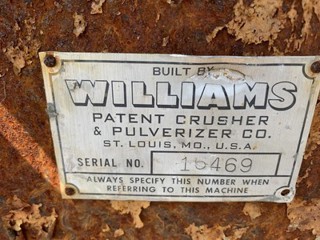 BUILT BY
WILLIAMS
PATENT CRUSHER
& PULVERIZER CO.
ST. LOUIS, MO., U.S.A.
SERIAL NO. 15469
ALWAYS SPECIFY THIS NUMBER WHEN
REFERRING TO THIS MACHINE